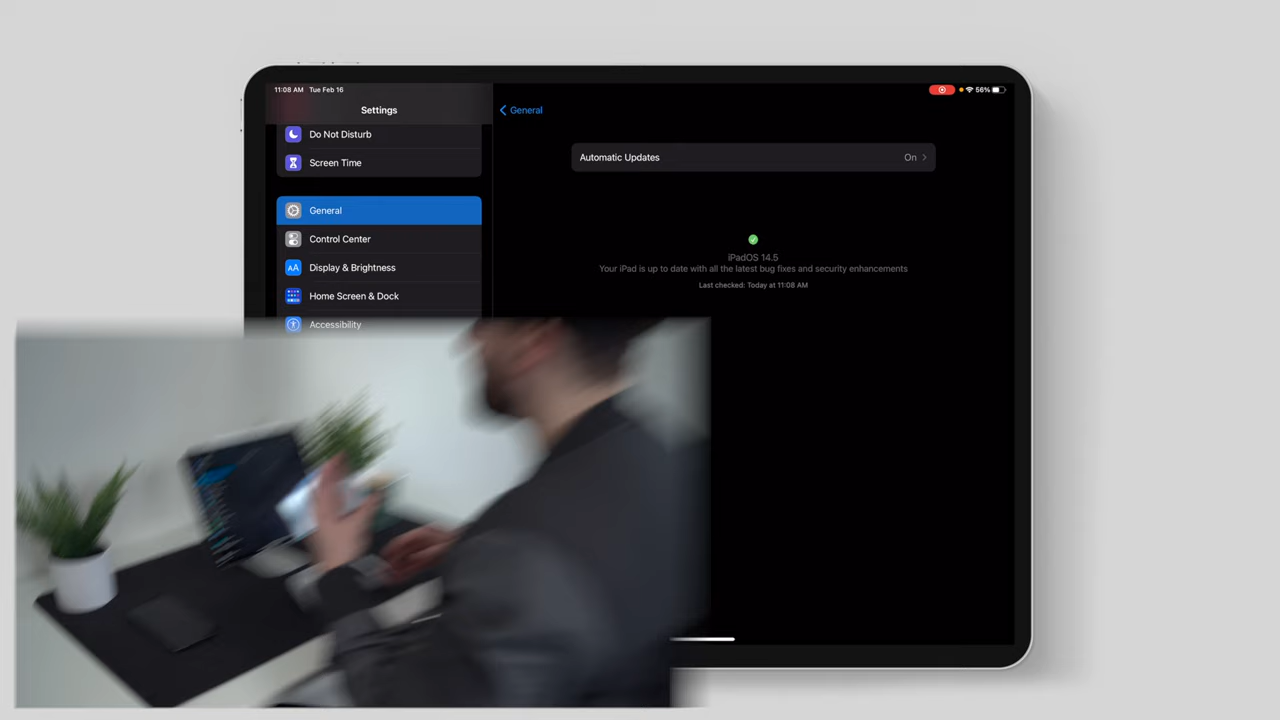 11:08 AM Tue Feb 16
56%
Settings
General
Do Not Disturb
Screen Time
General
Control Center
AA Display & Brightness
Home Screen & Dock
Accessibility
Automatic Updates On
iPadOS 14.5
Your iPad is up to date with all the latest bug fixes and security enhancements
Last checked: Today at 11:08 AM